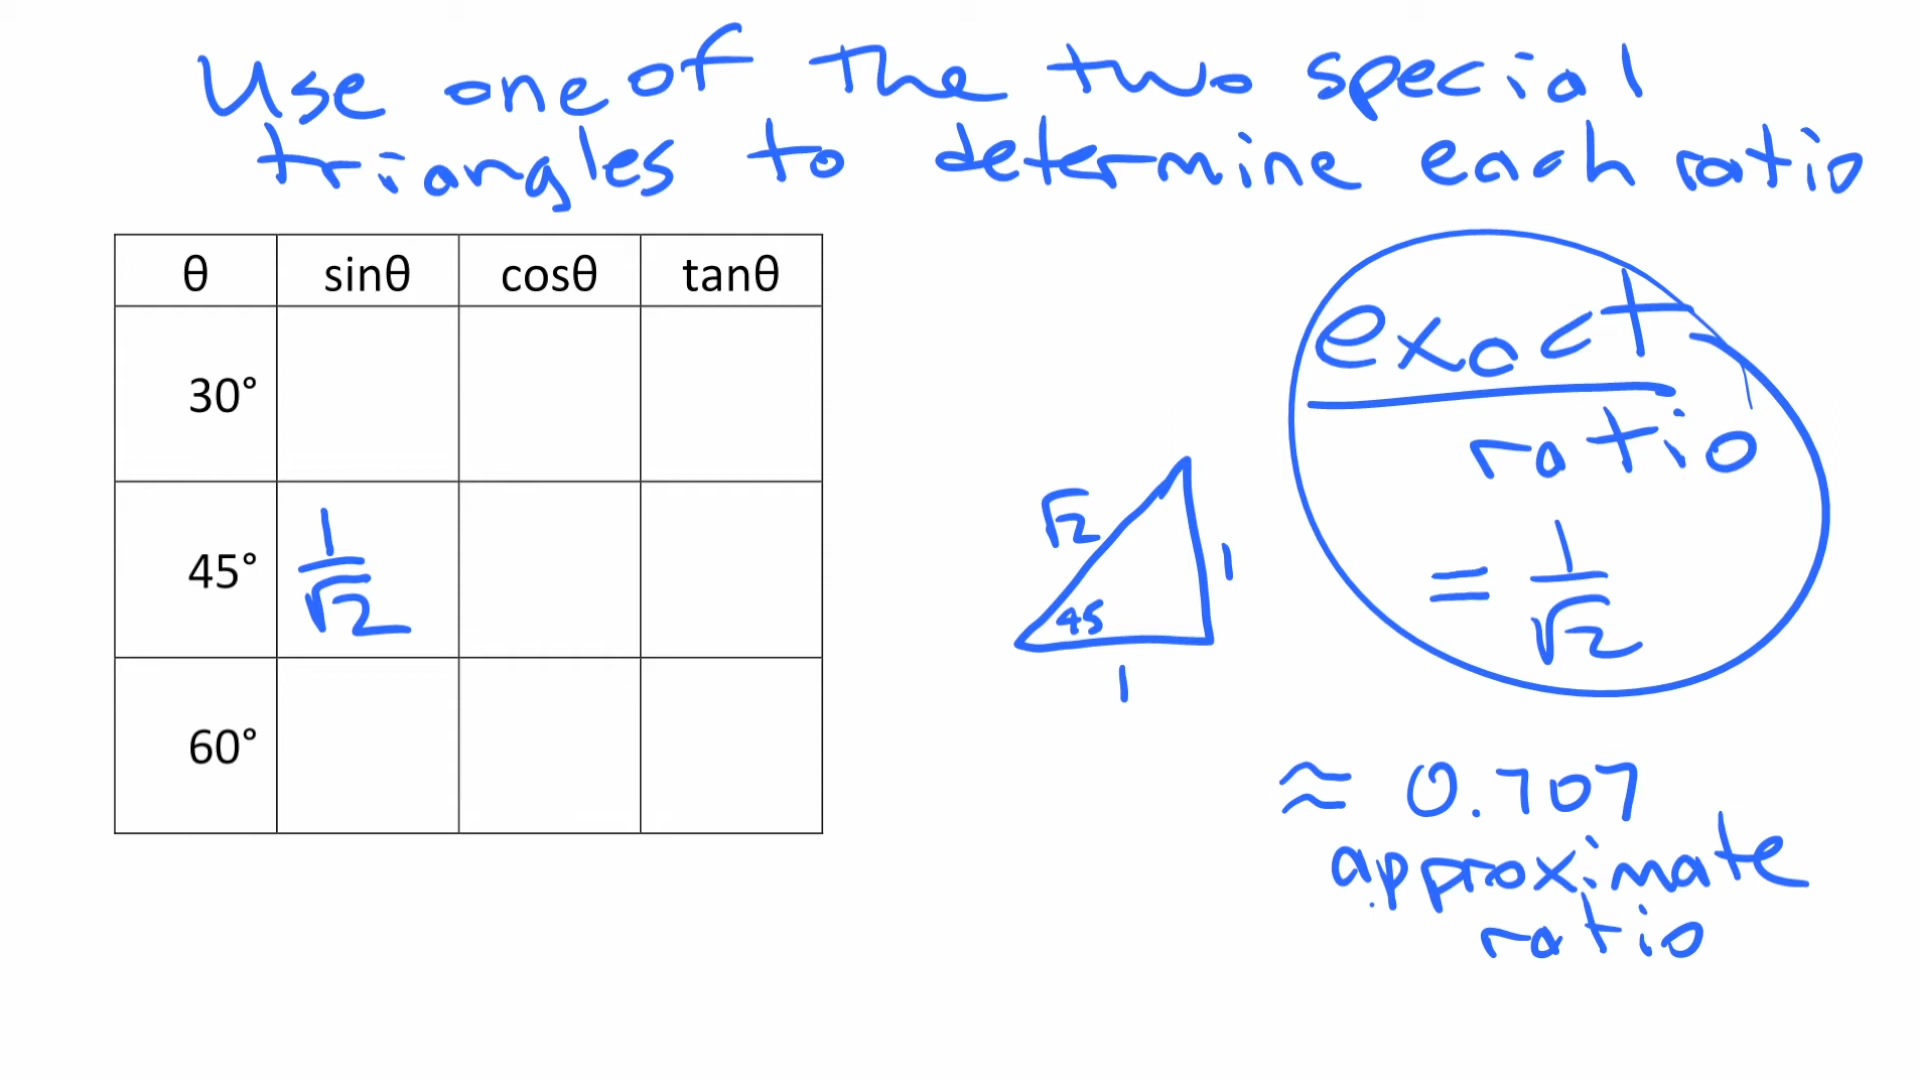 Use one of the two special
triangles to determine each ratio
θ sinθ cosθ tanθ
30°
45° 1/√2
60°
√2
1
45
1
exact
ratio
= 1/√2
≈ 0.707
approximate
ratio